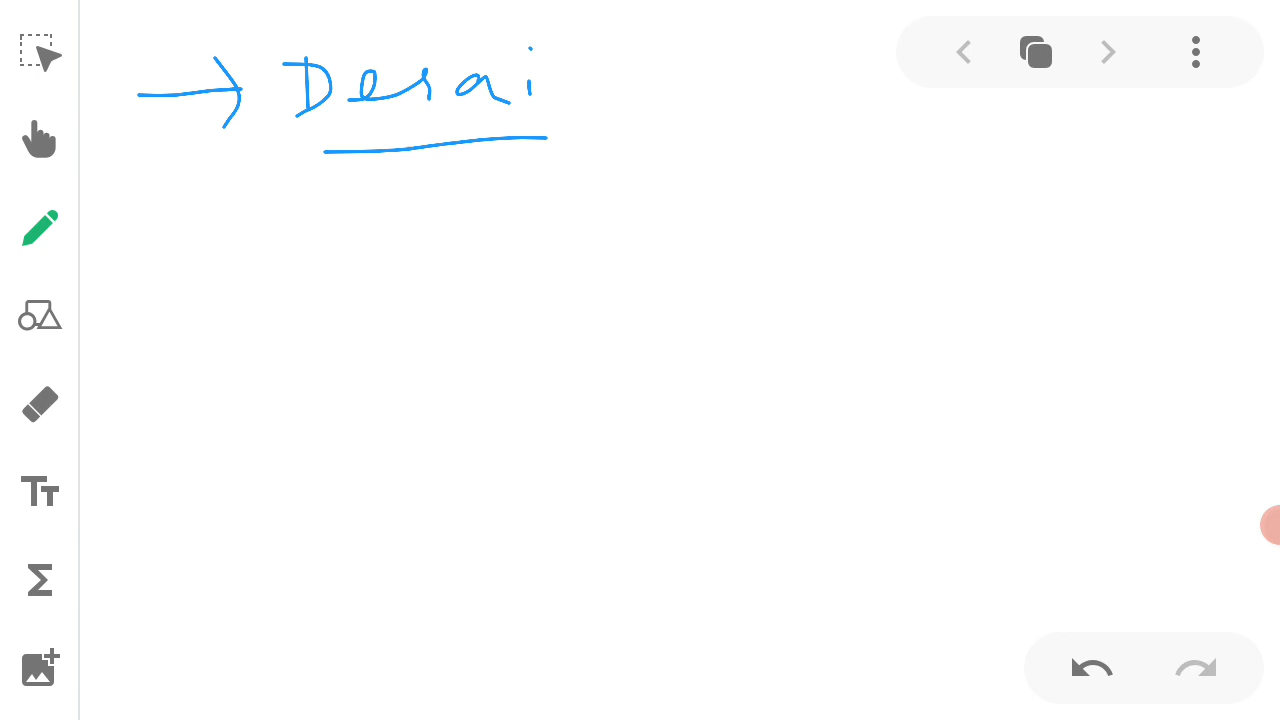 → Desai